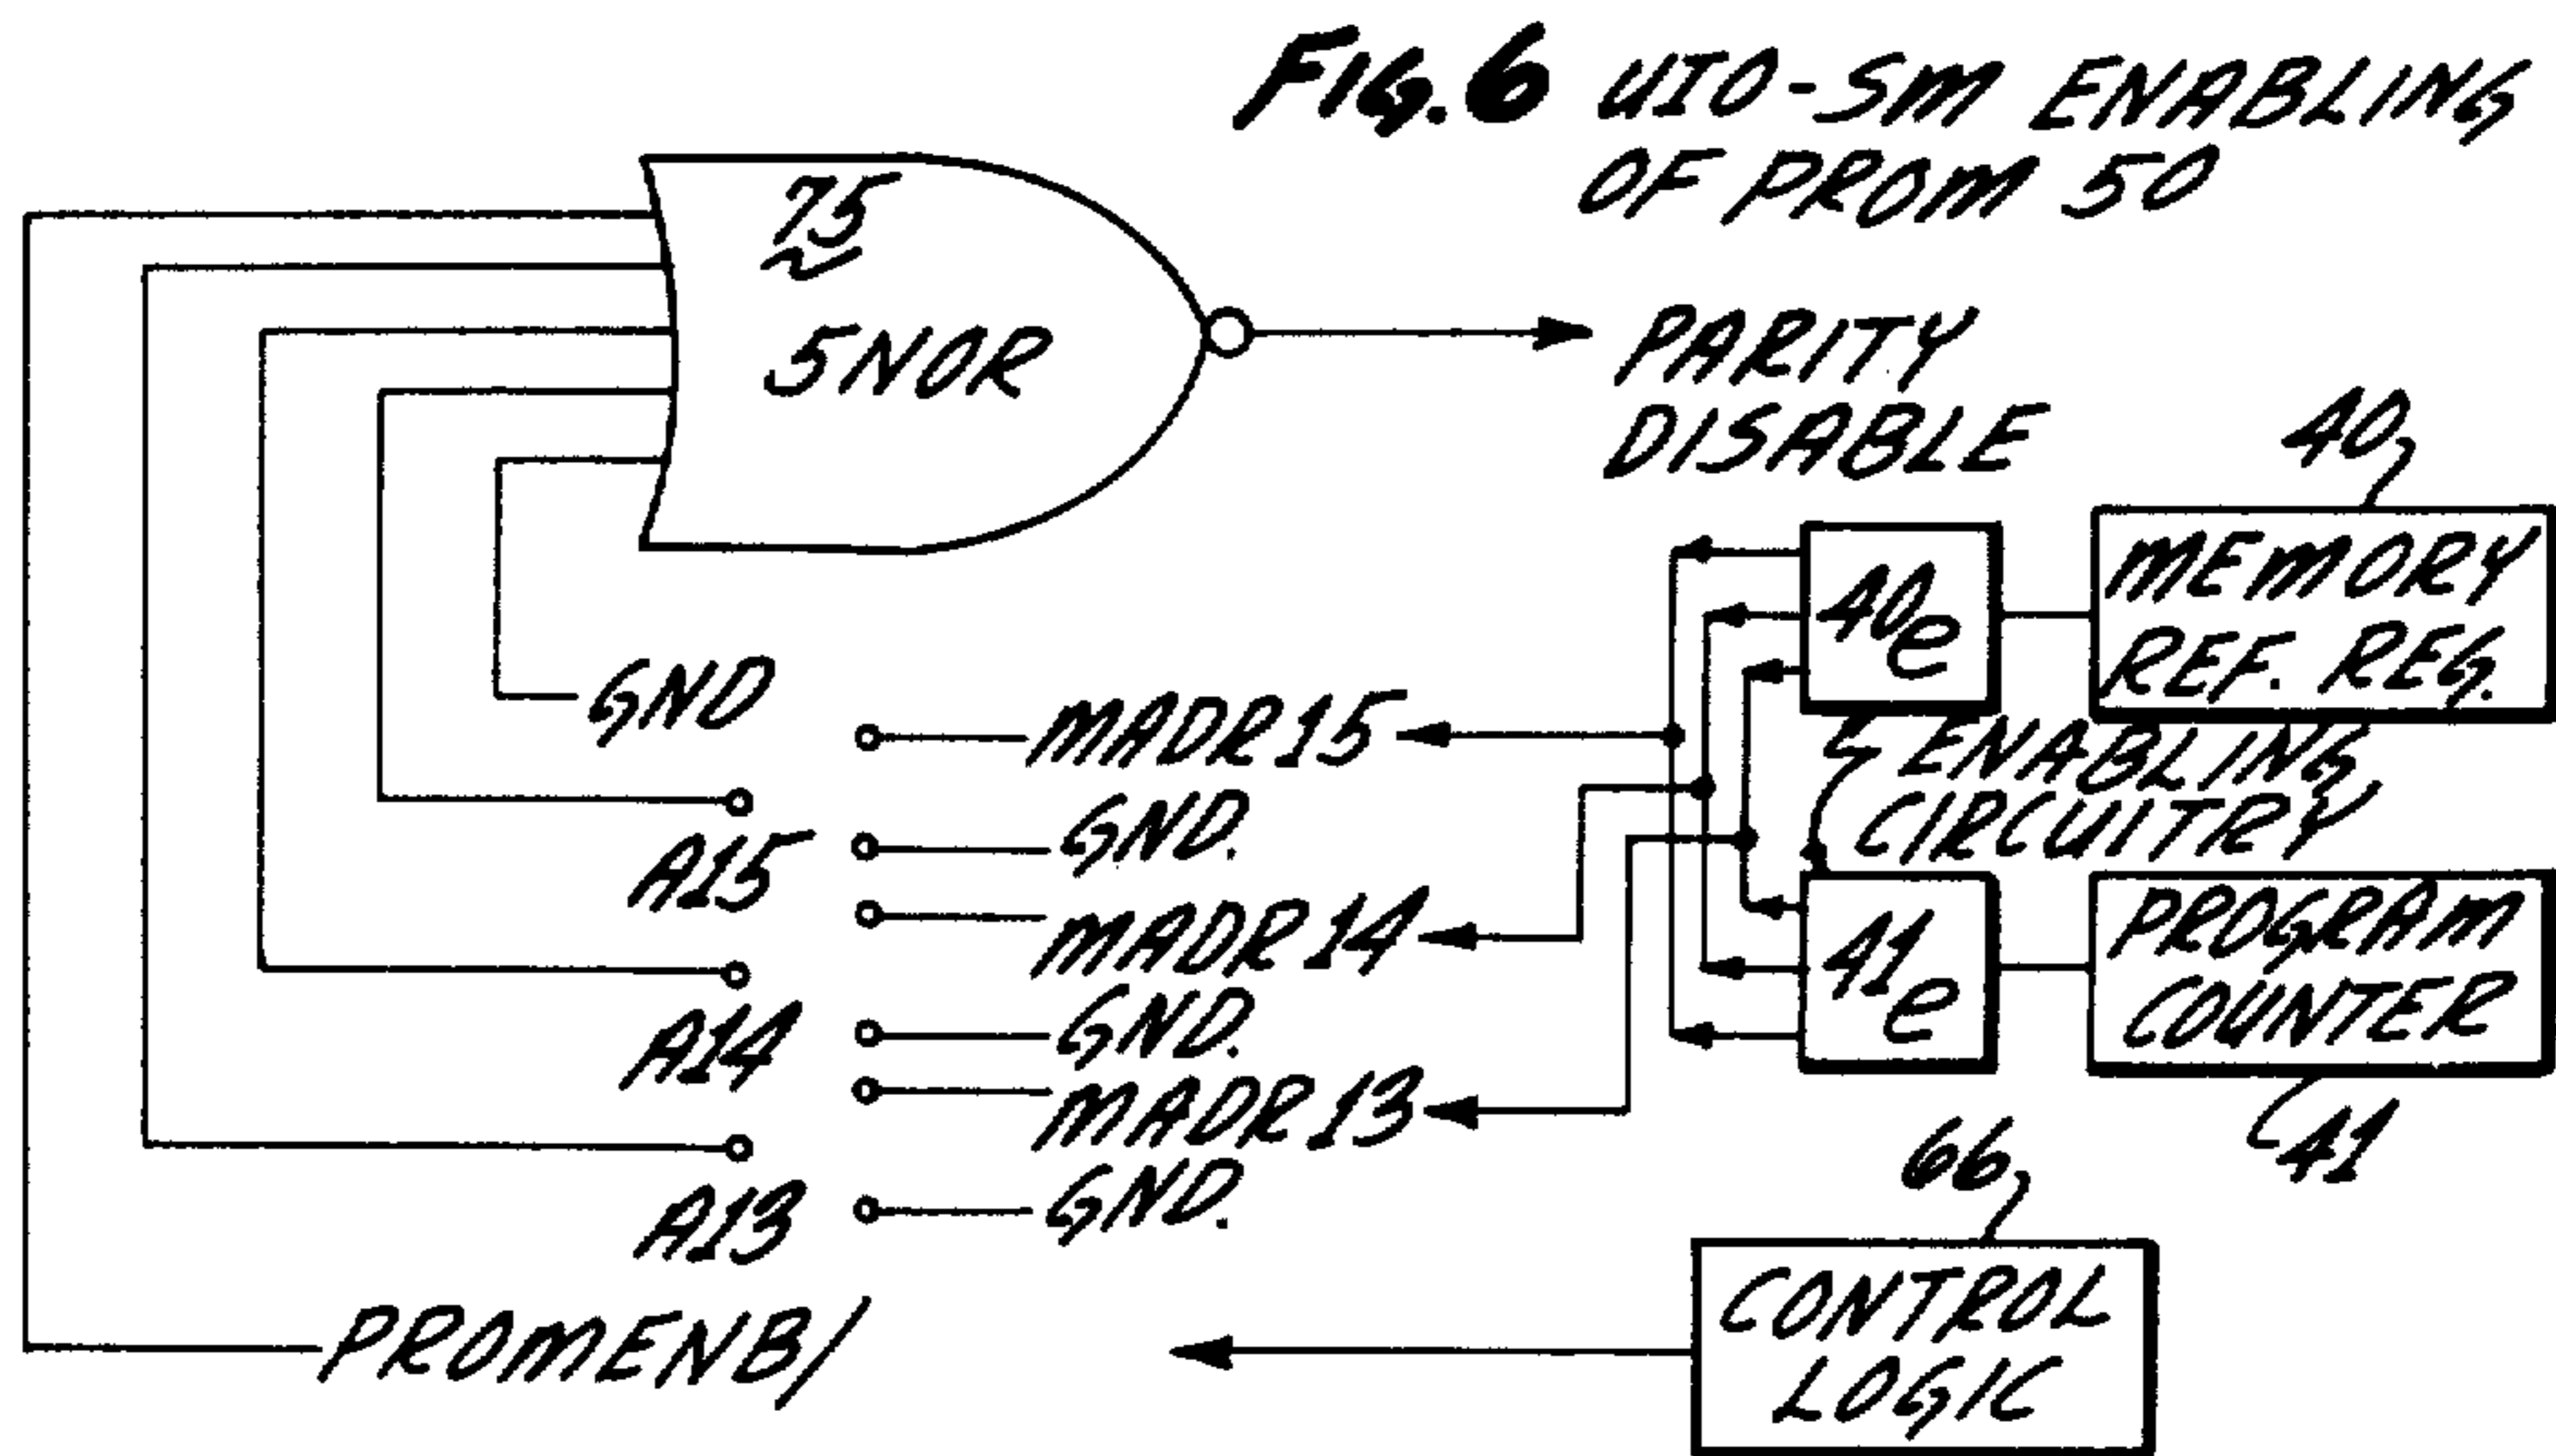 FIG. 6 UIO-SM ENABLING
OF PROM 50
75
5NOR
PARITY
DISABLE
40
40e
MEMORY
REF. REG.
GND
MADR15
ENABLING
CIRCUITRY
GND.
A15
MADR14
41e
PROGRAM
COUNTER
GND.
A14
MADR13
41
66
GND.
A13
CONTROL
LOGIC
PROMENB/